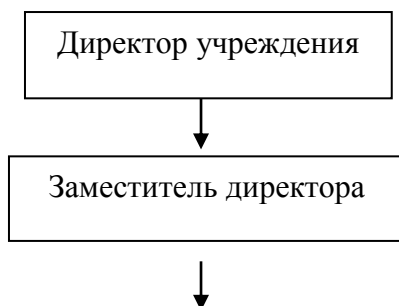 Директор учреждения
Заместитель директора